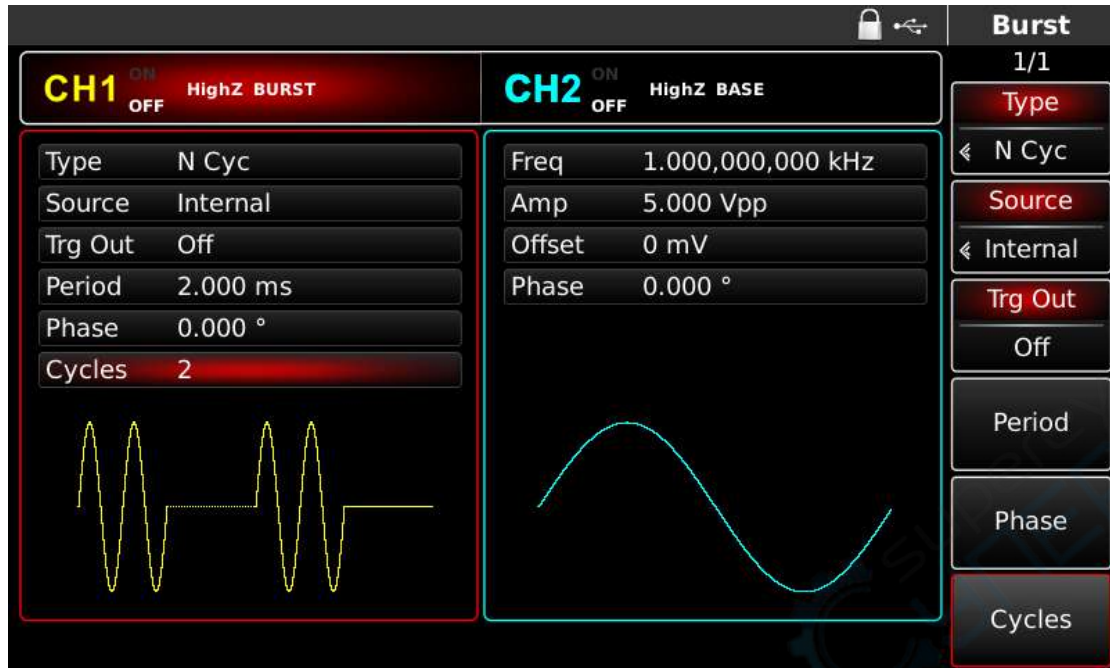 Burst
1/1
CH1 ON OFF HighZ BURST
CH2 ON OFF HighZ BASE
Type N Cyc
Source Internal
Trg Out Off
Period 2.000 ms
Phase 0.000 °
Cycles 2
Freq 1.000,000,000 kHz
Amp 5.000 Vpp
Offset 0 mV
Phase 0.000 °
Type
N Cyc
Source
Internal
Trg Out
Off
Period
Phase
Cycles